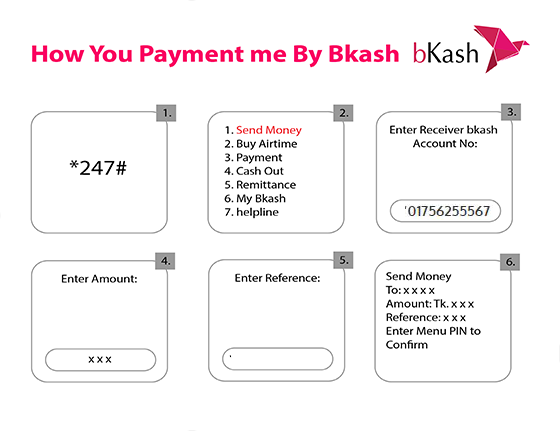 How You Payment me By Bkash bKash
1.
*247#
2.
1. Send Money
2. Buy Airtime
3. Payment
4. Cash Out
5. Remittance
6. My Bkash
7. helpline
3.
Enter Receiver bkash
Account No:
'01756255567
4.
Enter Amount:
x x x
5.
Enter Reference:
'
6.
Send Money
To: x x x x
Amount: Tk. x x x
Reference: x x x
Enter Menu PIN to
Confirm